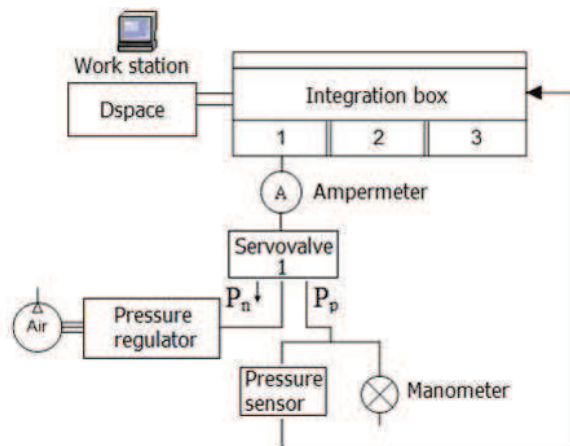 Work station
Dspace
Integration box
1
2
3
A
Ampermeter
Servovalve
1
Pn
Pp
Air
Pressure
regulator
Pressure
sensor
Manometer